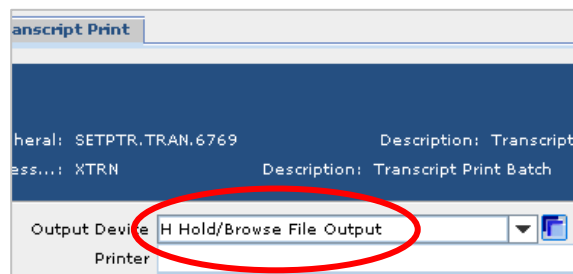 anscript Print
heral: SETPTR.TRAN.6769 Description: Transcript
ess...: XTRN Description: Transcript Print Batch
Output Device H Hold/Browse File Output
Printer